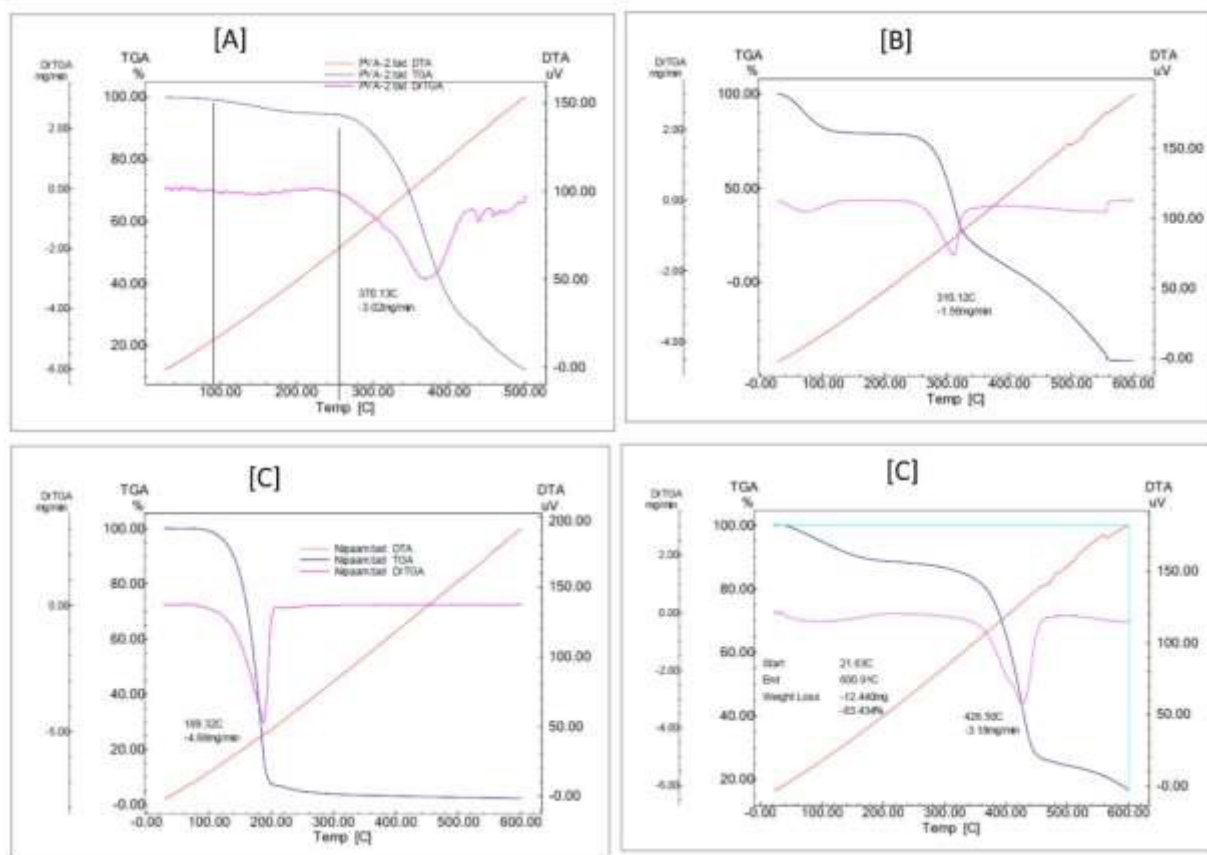 [A]
DrTGA
mg/min
TGA
%
PVA-2.tad DTA
PVA-2.tad TGA
PVA-2.tad DrTGA
DTA
uV
100.00
80.00
60.00
40.00
20.00
2.00
0.00
-2.00
-4.00
-6.00
150.00
100.00
50.00
-0.00
370.13C
-3.02mg/min
100.00 200.00 300.00 400.00 500.00
Temp [C]
[B]
DrTGA
mg/min
TGA
%
DTA
uV
100.00
50.00
-0.00
2.00
0.00
-2.00
-4.00
150.00
100.00
50.00
-0.00
310.12C
-1.56mg/min
-0.00 100.00 200.00 300.00 400.00 500.00 600.00
Temp [C]
[C]
DrTGA
mg/min
TGA
%
DTA
uV
Nipaam.tad DTA
Nipaam.tad TGA
Nipaam.tad DrTGA
100.00
80.00
60.00
40.00
20.00
-0.00
0.00
-5.00
200.00
150.00
100.00
50.00
-0.00
-0.00 100.00 200.00 300.00 400.00 500.00 600.00
Temp [C]
[C]
DrTGA
mg/min
TGA
%
DTA
uV
100.00
80.00
60.00
40.00
20.00
2.00
0.00
-2.00
-4.00
-6.00
150.00
100.00
50.00
-0.00
Start 21.63C
End
Weight Loss -12.440mg
-83.434%
-0.00 100.00 200.00 300.00 400.00 500.00 600.00
Temp [C]